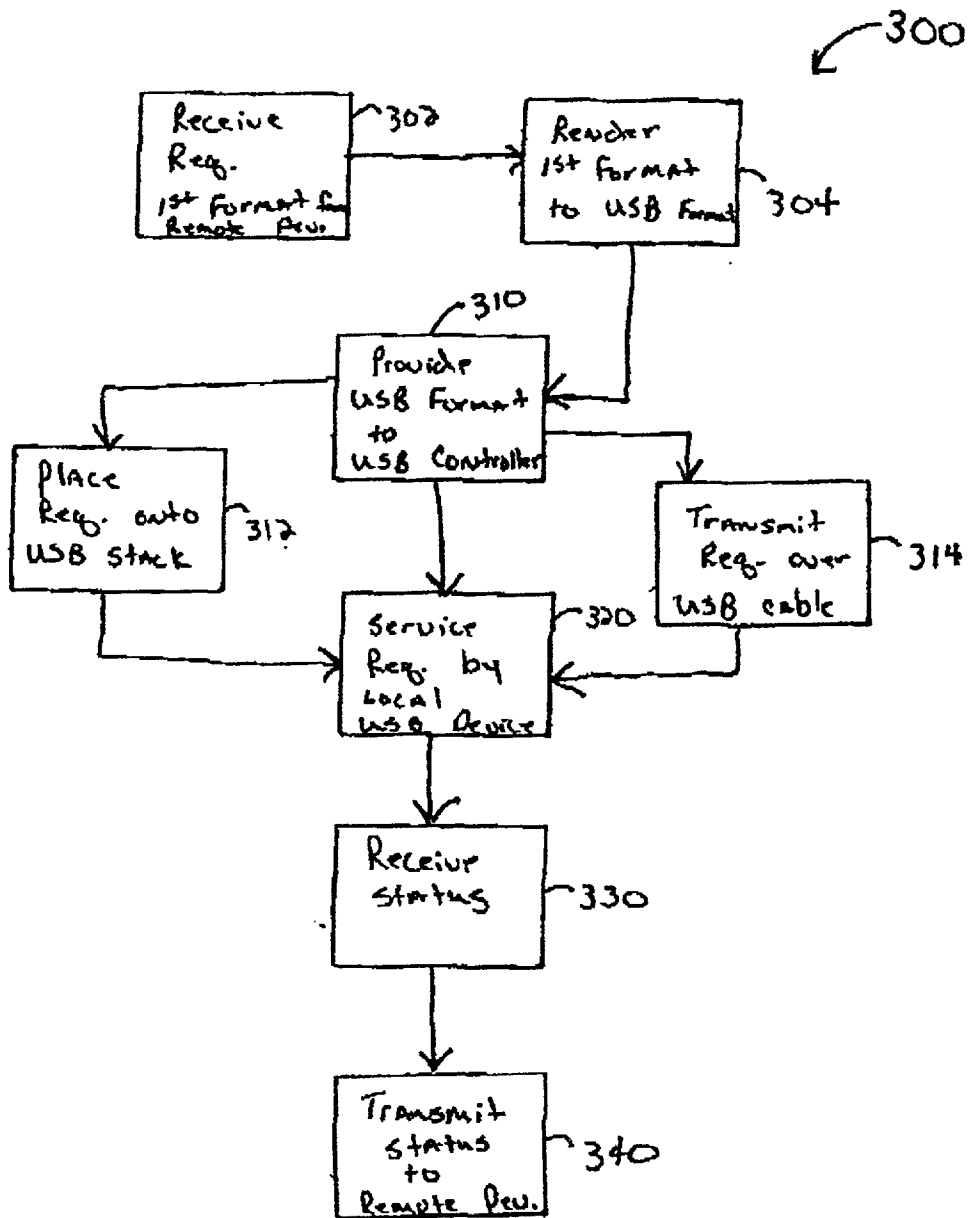 300
Receive
Req.
1st Format from
Remote Dev.
302
Render
1st Format
to USB Format
304
310
Provide
USB Format
to
USB Controller
Place
Req. onto
USB Stack
312
Transmit
Req. over
USB cable
314
Service
Req. by
Local
USB Device
320
Receive
Status
330
Transmit
Status
to
Remote Dev.
340